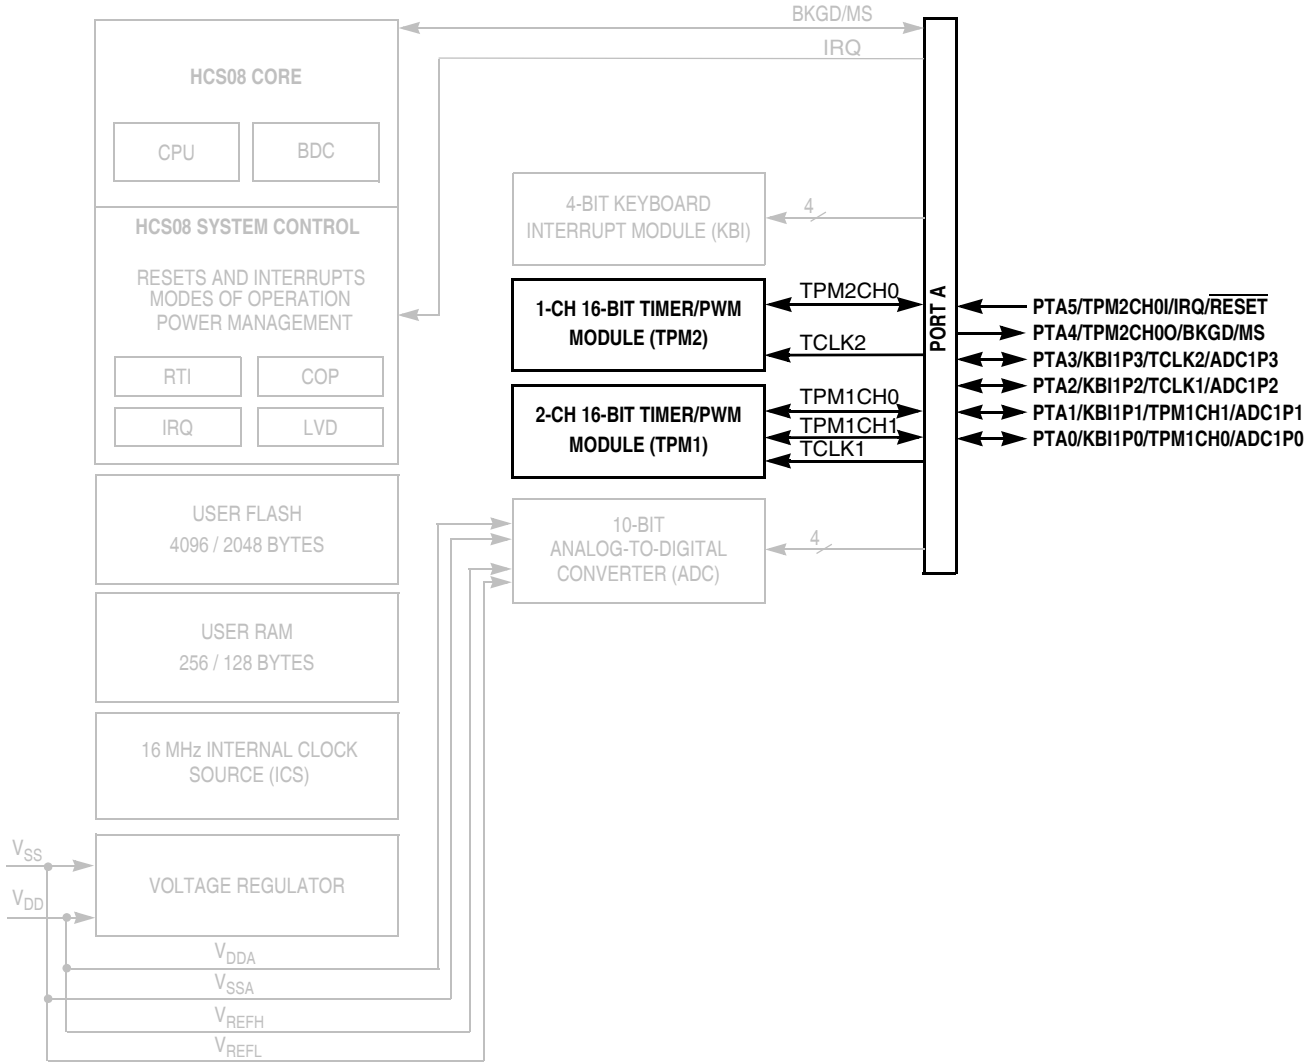 BKGD/MS
IRQ
HCS08 CORE
CPU
BDC
HCS08 SYSTEM CONTROL
RESETS AND INTERRUPTS
MODES OF OPERATION
POWER MANAGEMENT
RTI
COP
IRQ
LVD
USER FLASH
4096 / 2048 BYTES
USER RAM
256 / 128 BYTES
16 MHz INTERNAL CLOCK
SOURCE (ICS)
VOLTAGE REGULATOR
VSS
VDD
VDDA
VSSA
VREFH
VREFL
4-BIT KEYBOARD
INTERRUPT MODULE (KBI)
4
1-CH 16-BIT TIMER/PWM
MODULE (TPM2)
TPM2CH0
TCLK2
2-CH 16-BIT TIMER/PWM
MODULE (TPM1)
TPM1CH0
TPM1CH1
TCLK1
10-BIT
ANALOG-TO-DIGITAL
CONVERTER (ADC)
4
PORT A
PTA5/TPM2CH0I/IRQ/RESET
PTA4/TPM2CH0O/BKGD/MS
PTA3/KBI1P3/TCLK2/ADC1P3
PTA2/KBI1P2/TCLK1/ADC1P2
PTA1/KBI1P1/TPM1CH1/ADC1P1
PTA0/KBI1P0/TPM1CH0/ADC1P0